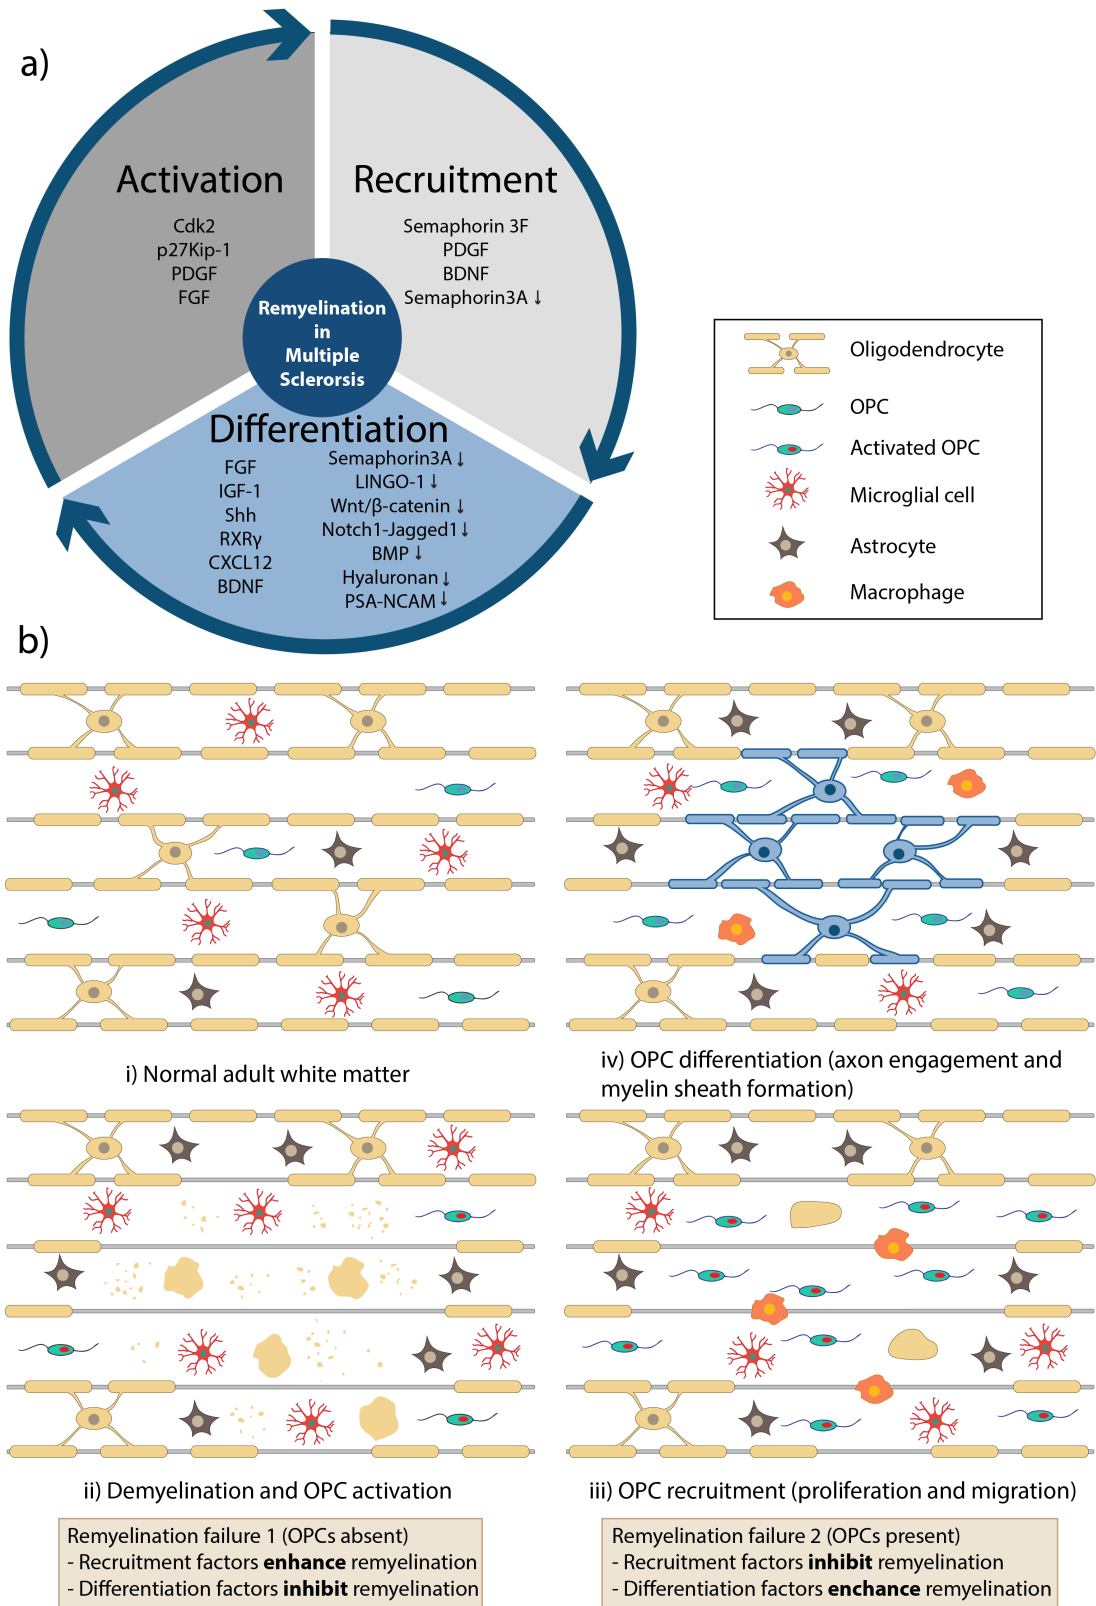 a)
Activation
Cdk2
p27Kip-1
PDGF
FGF
Recruitment
Semaphorin 3F
PDGF
BDNF
Semaphorin3A ↓
Remyelination
in
Multiple
Sclerorsis
Differentiation
FGF
IGF-1
Shh
RXRγ
CXCL12
BDNF
Semaphorin3A ↓
LINGO-1 ↓
Wnt/β-catenin ↓
Notch1-Jagged1 ↓
BMP ↓
Hyaluronan ↓
PSA-NCAM ↓
Oligodendrocyte
OPC
Activated OPC
Microglial cell
Astrocyte
Macrophage
b)
i) Normal adult white matter
iv) OPC differentiation (axon engagement and
myelin sheath formation)
ii) Demyelination and OPC activation
iii) OPC recruitment (proliferation and migration)
Remyelination failure 1 (OPCs absent)
- Recruitment factors enhance remyelination
- Differentiation factors inhibit remyelination
Remyelination failure 2 (OPCs present)
- Recruitment factors inhibit remyelination
- Differentiation factors enchance remyelination